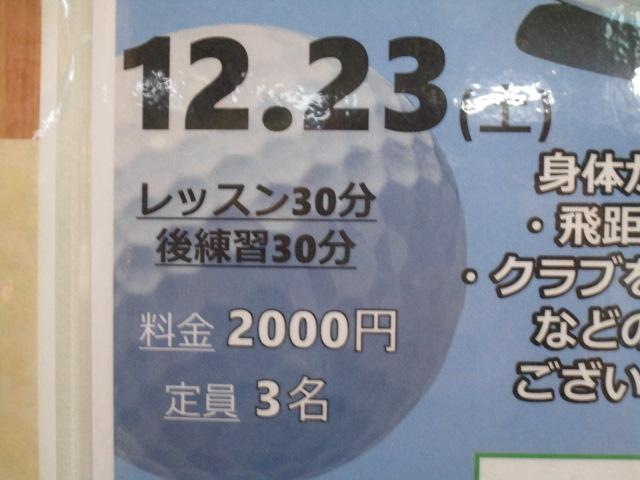 12.23(土)
レッスン30分
後練習30分
料金 2000円
定員 3名
身体が
・飛距
・クラブを
などの
ござい